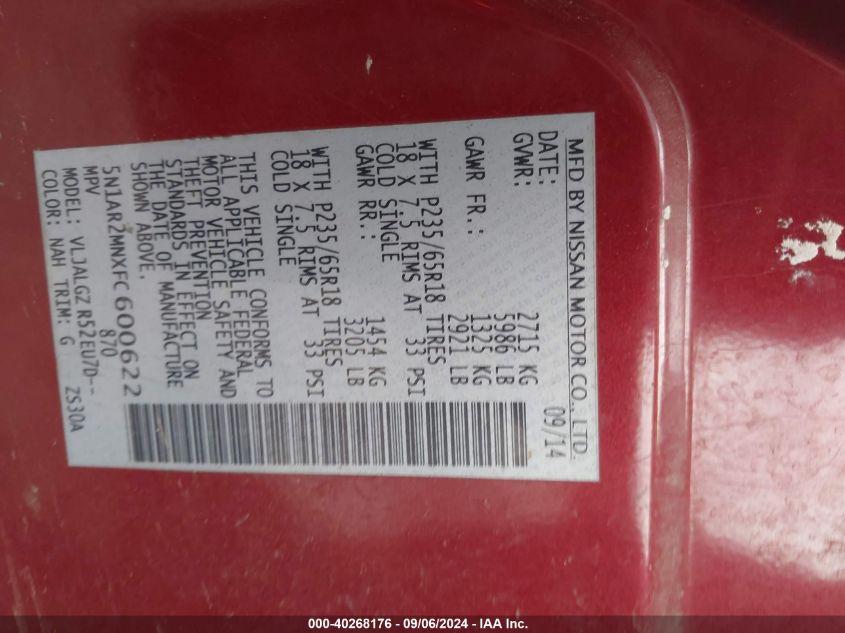 MFD BY NISSAN MOTOR CO., LTD.
DATE: 09/14
GVWR: 2715 KG
5986 LB
GAWR FR.: 1325 KG
2921 LB
WITH P235/65R18 TIRES
18 X 7.5 RIMS AT 33 PSI
COLD SINGLE
GAWR RR.: 1454 KG
3205 LB
WITH P235/65R18 TIRES
18 X 7.5 RIMS AT 33 PSI
COLD SINGLE
THIS VEHICLE CONFORMS TO
ALL APPLICABLE FEDERAL
MOTOR VEHICLE SAFETY AND
THEFT PREVENTION
STANDARDS IN EFFECT ON
THE DATE OF MANUFACTURE
SHOWN ABOVE.
5N1AR2MNXFC600622
MPV 870
MODEL: VLJALGZ R52EU7D--
COLOR: NAH TRIM: G ZS30A
000-40268176 - 09/06/2024 - IAA Inc.